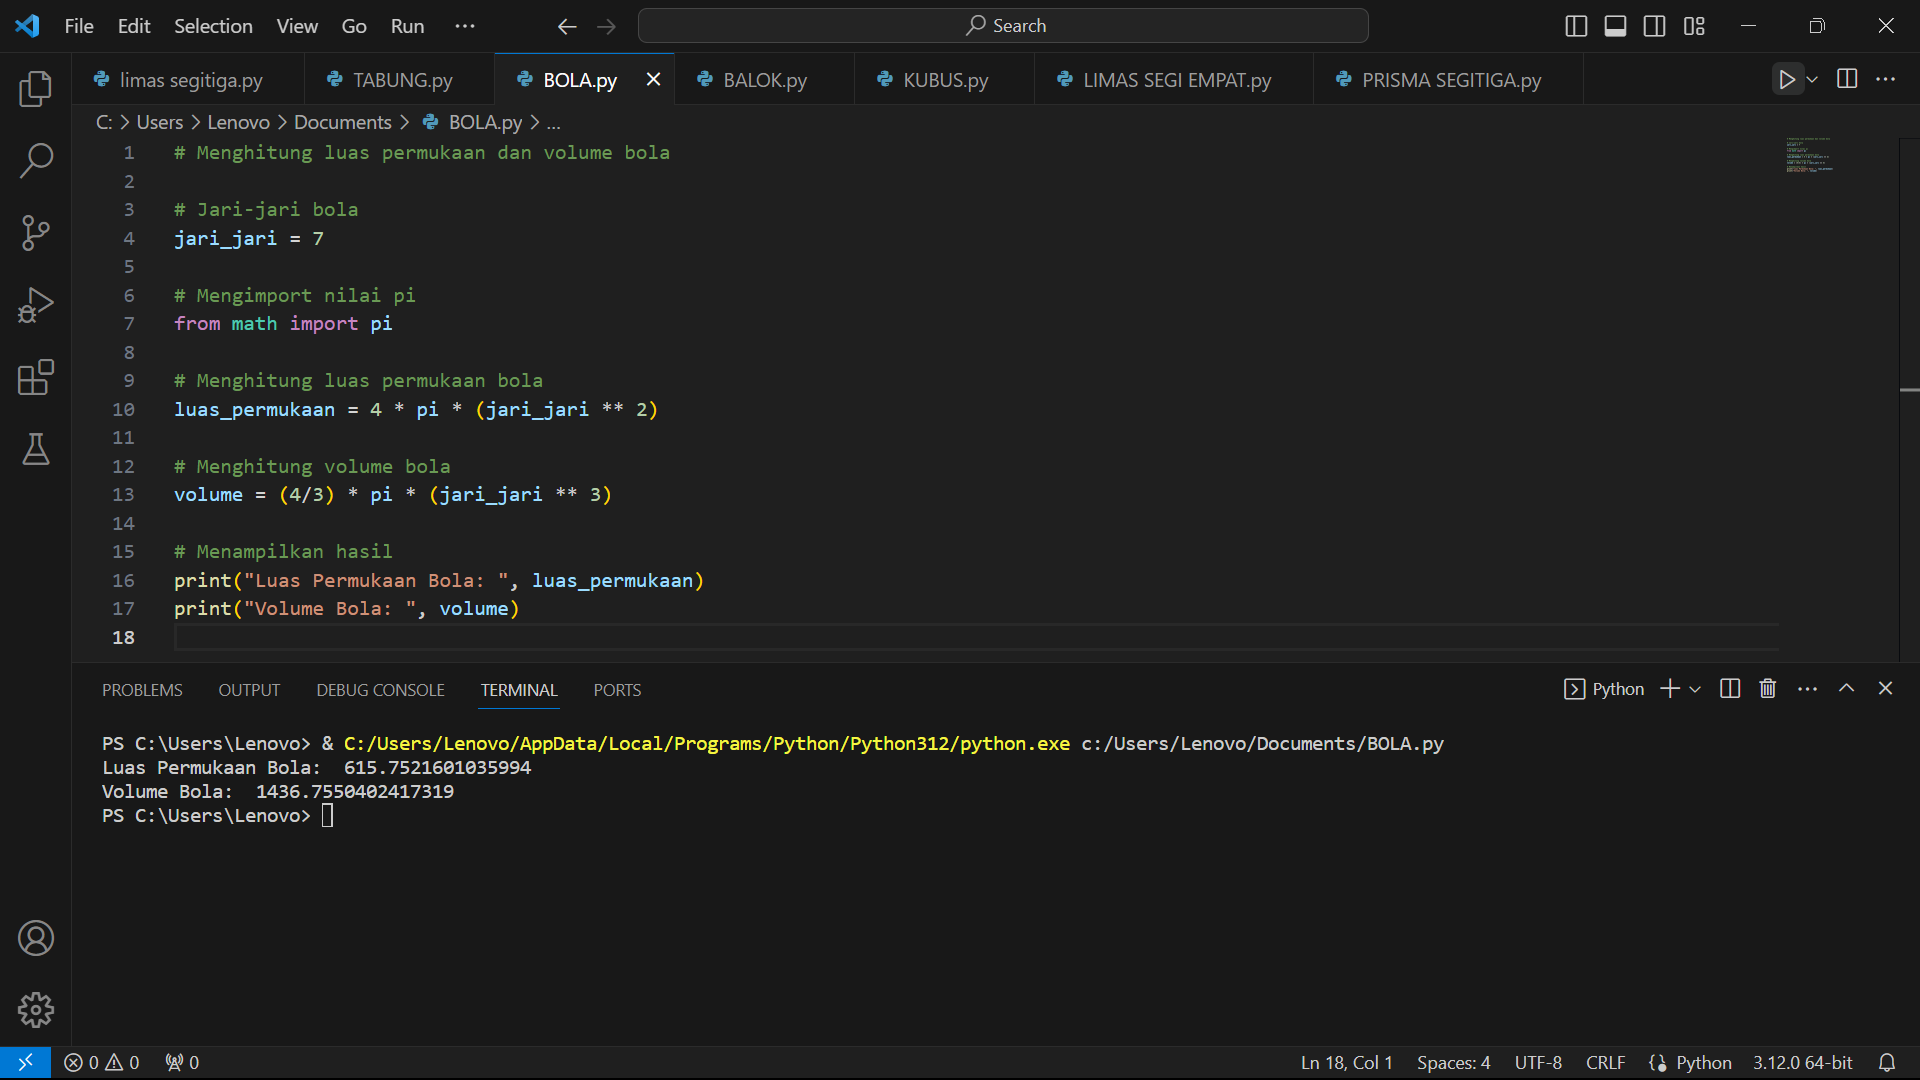 File Edit Selection View Go Run ··· Search
limas segitiga.py TABUNG.py BOLA.py BALOK.py KUBUS.py LIMAS SEGI EMPAT.py PRISMA SEGITIGA.py
C: > Users > Lenovo > Documents > BOLA.py > ...
1 # Menghitung luas permukaan dan volume bola
2
3 # Jari-jari bola
4 jari_jari = 7
5
6 # Mengimport nilai pi
7 from math import pi
8
9 # Menghitung luas permukaan bola
10 luas_permukaan = 4 * pi * (jari_jari ** 2)
11
12 # Menghitung volume bola
13 volume = (4/3) * pi * (jari_jari ** 3)
14
15 # Menampilkan hasil
16 print("Luas Permukaan Bola: ", luas_permukaan)
17 print("Volume Bola: ", volume)
18
PROBLEMS OUTPUT DEBUG CONSOLE TERMINAL PORTS Python
PS C:\Users\Lenovo> & C:/Users/Lenovo/AppData/Local/Programs/Python/Python312/python.exe c:/Users/Lenovo/Documents/BOLA.py
Luas Permukaan Bola:  615.7521601035994
Volume Bola:  1436.7550402417319
PS C:\Users\Lenovo>
0 0 0 Ln 18, Col 1 Spaces: 4 UTF-8 CRLF Python 3.12.0 64-bit